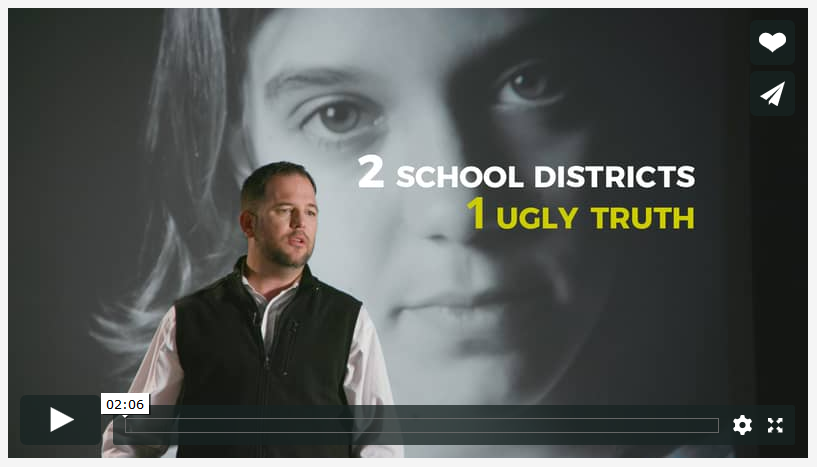 2 SCHOOL DISTRICTS
1 UGLY TRUTH
02:06